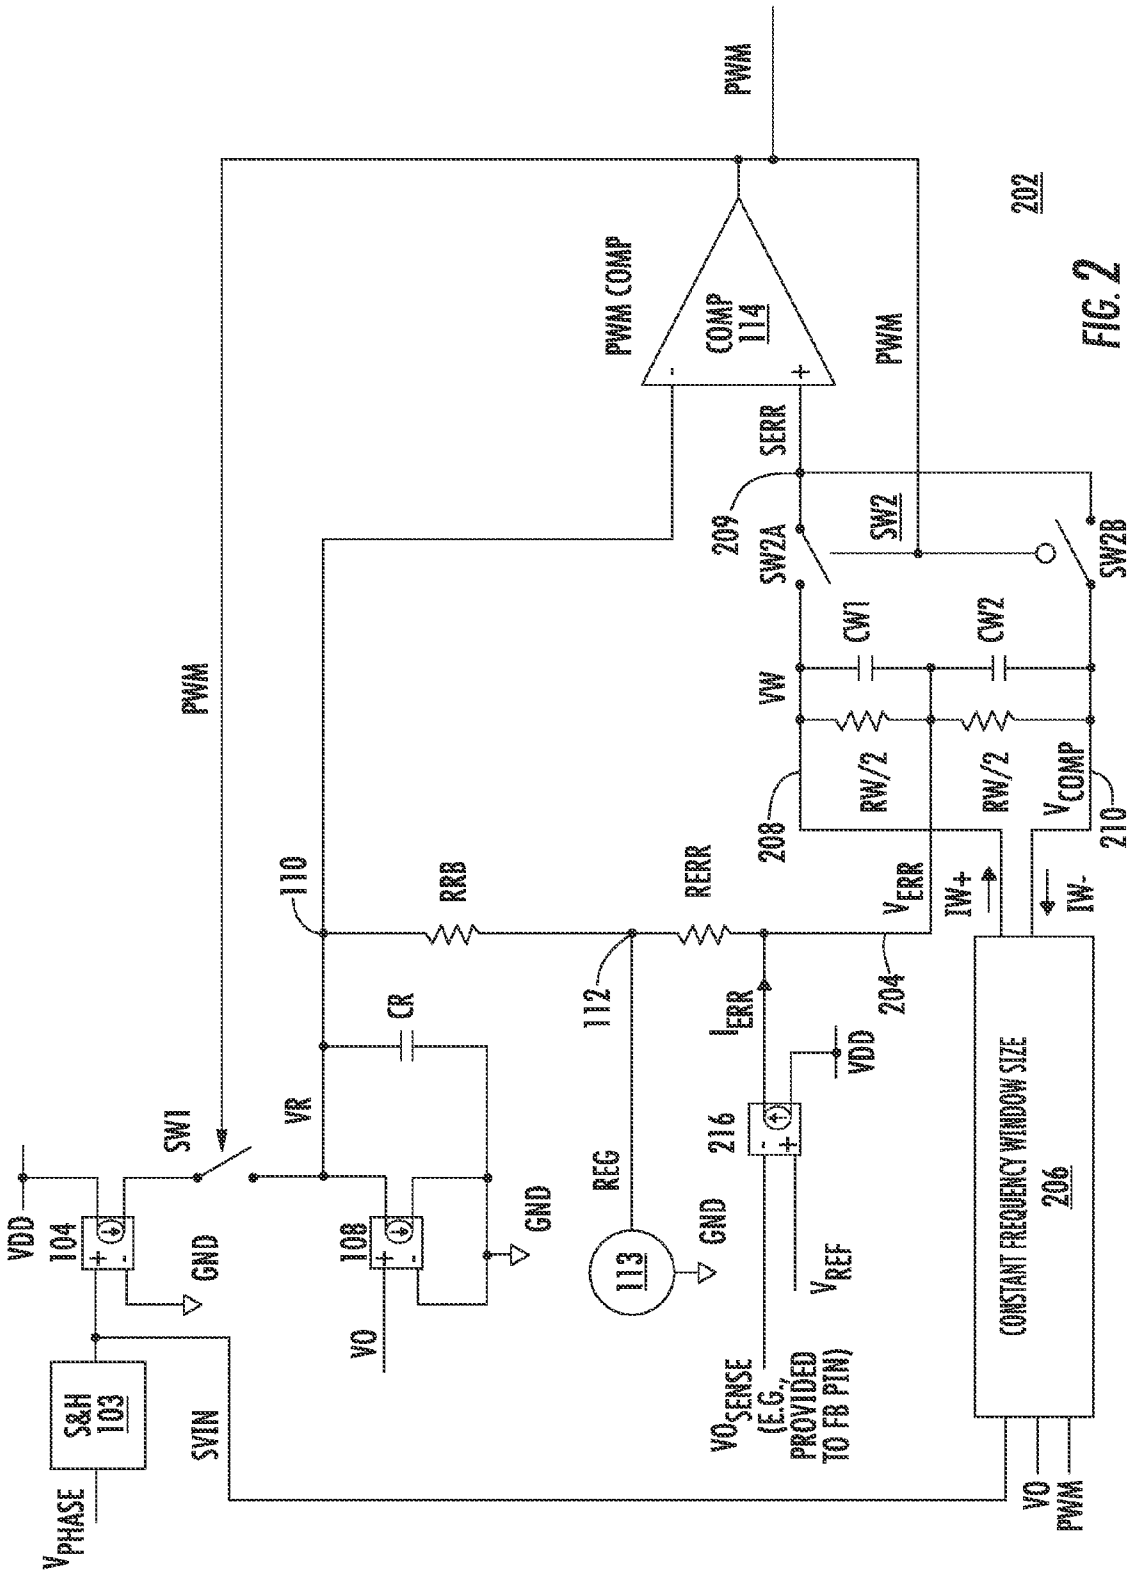 VPHASE
S&H
103
SVIN
VDD
104
+
-
GND
SW1
PWM
VO
108
+
-
VR
GND
CR
110
RRB
112
REG
113
GND
RERR
VOSENSE
(E.G.,
PROVIDED
TO FB PIN)
VREF
216
-
+
IERR
VDD
204
VERR
VO
PWM
CONSTANT FREQUENCY WINDOW SIZE
206
IW+
IW-
208
VW
RW/2
CW1
RW/2
CW2
VCOMP
210
SW2A
SW2
SW2B
209
SERR
PWM
PWM COMP
COMP
114
-
+
PWM
202
FIG. 2